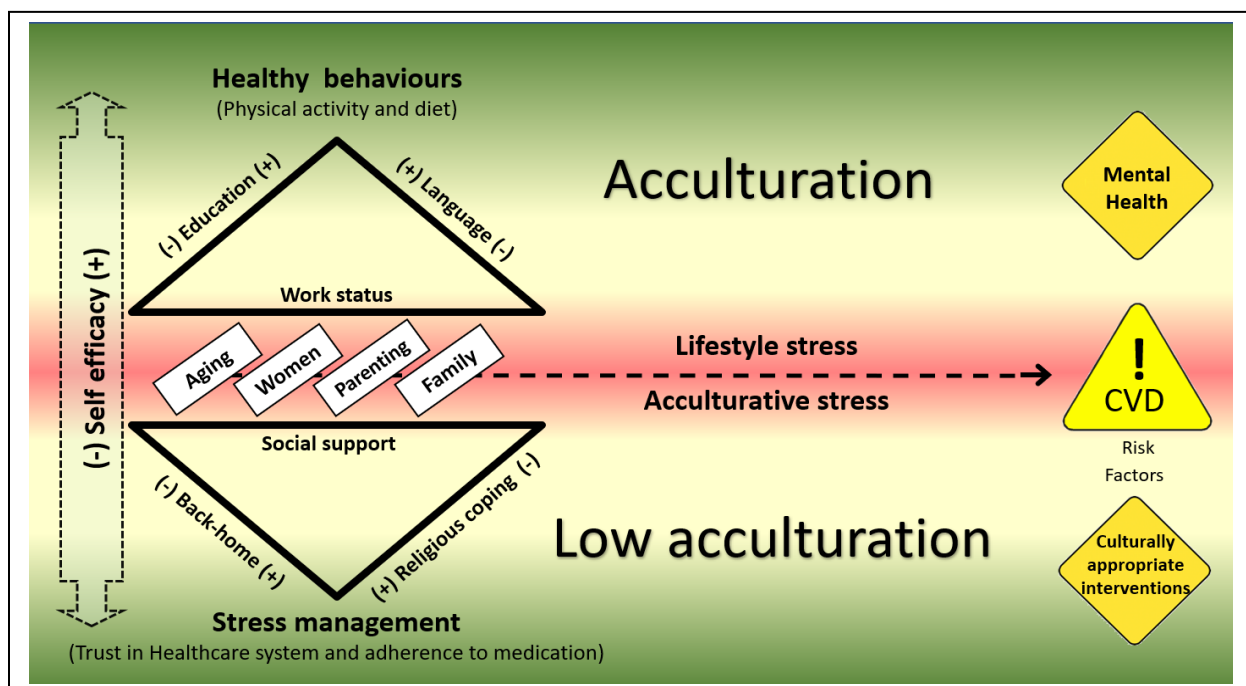 Healthy behaviours
(Physical activity and diet)
(-) Education (+)
(+) Language (-)
Work status
Acculturation
Mental
Health
(-) Self efficacy (+)
Aging
Women
Parenting
Family
Lifestyle stress
Acculturative stress
!
CVD
Risk
Factors
Social support
(-) Back-home (+)
(+) Religious coping (-)
Low acculturation
Culturally
appropriate
interventions
Stress management
(Trust in Healthcare system and adherence to medication)